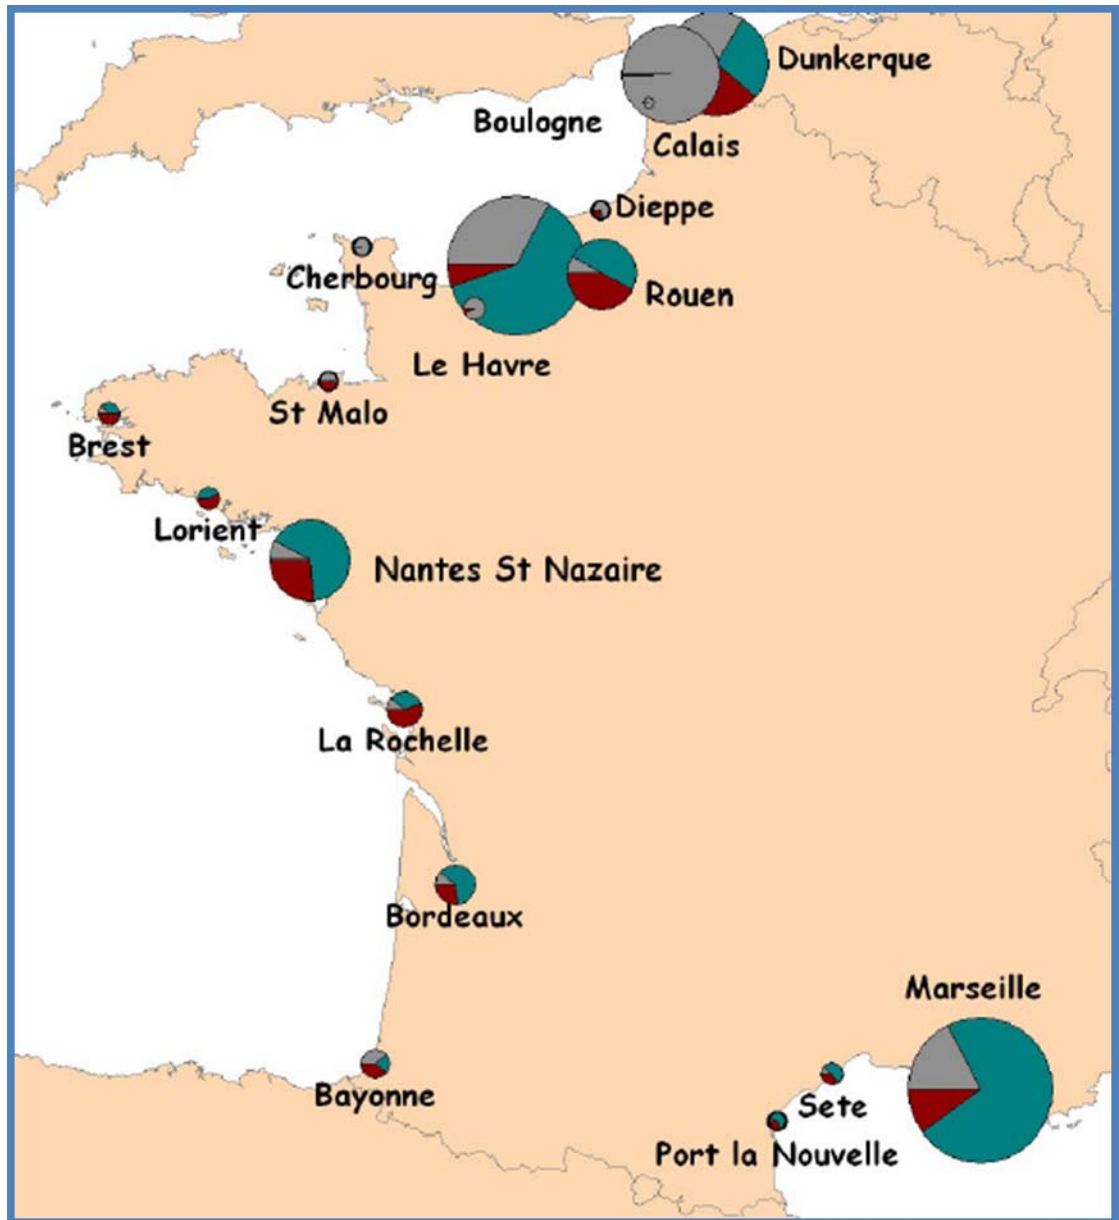 Dunkerque
Boulogne
Calais
Dieppe
Cherbourg
Rouen
Le Havre
St Malo
Brest
Lorient
Nantes St Nazaire
La Rochelle
Bordeaux
Marseille
Bayonne
Sete
Port la Nouvelle